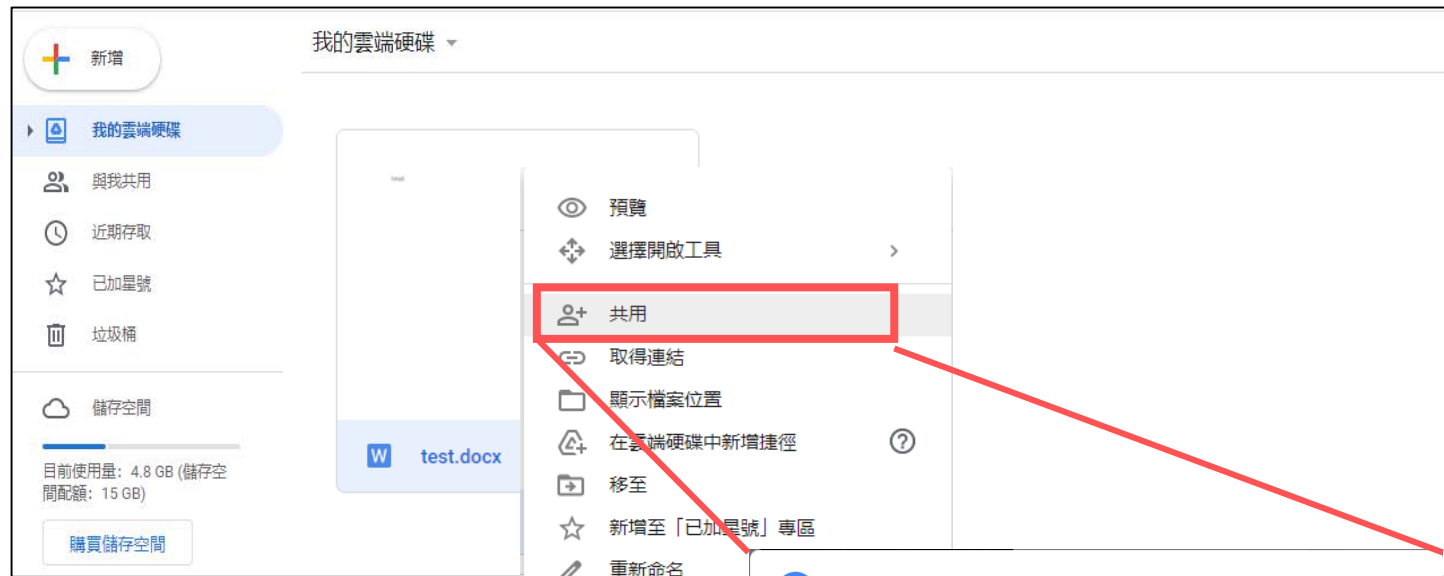 新增
我的雲端硬碟
與我共用
近期存取
已加星號
垃圾桶
儲存空間
目前使用量：4.8 GB (儲存空
間配額：15 GB)
購買儲存空間
我的雲端硬碟
test
W
test.docx
預覽
選擇開啟工具
共用
取得連結
顯示檔案位置
在雲端硬碟中新增捷徑
移至
新增至「已加星號」專區
重新命名